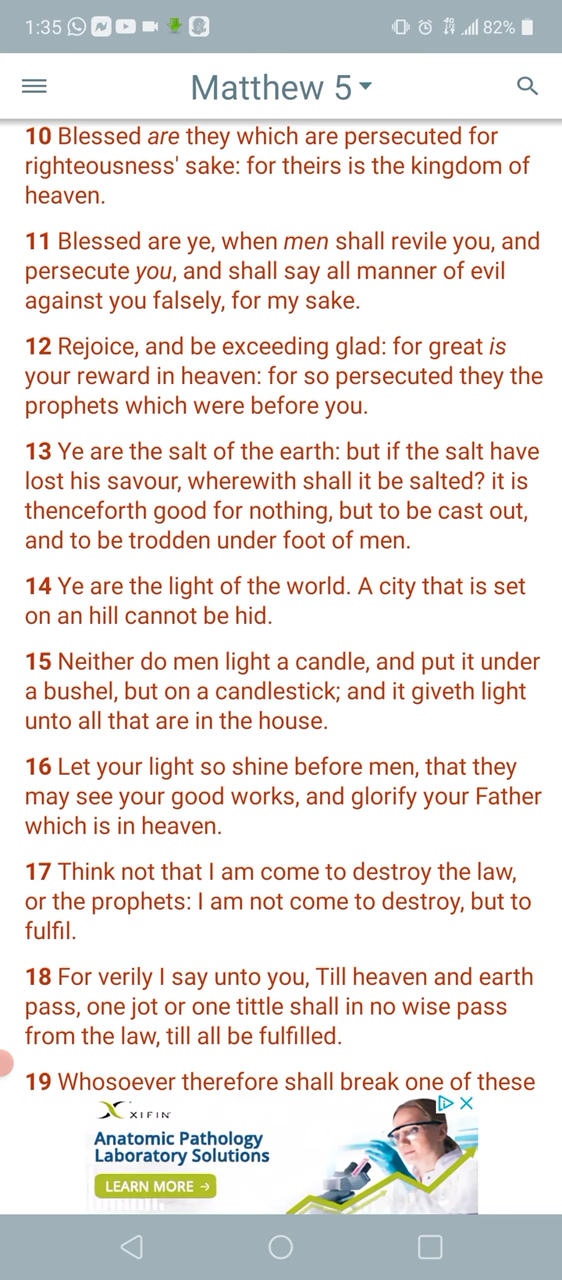 1:35
82%
Matthew 5
10 Blessed are they which are persecuted for
righteousness' sake: for theirs is the kingdom of
heaven.
11 Blessed are ye, when men shall revile you, and
persecute you, and shall say all manner of evil
against you falsely, for my sake.
12 Rejoice, and be exceeding glad: for great is
your reward in heaven: for so persecuted they the
prophets which were before you.
13 Ye are the salt of the earth: but if the salt have
lost his savour, wherewith shall it be salted? it is
thenceforth good for nothing, but to be cast out,
and to be trodden under foot of men.
14 Ye are the light of the world. A city that is set
on an hill cannot be hid.
15 Neither do men light a candle, and put it under
a bushel, but on a candlestick; and it giveth light
unto all that are in the house.
16 Let your light so shine before men, that they
may see your good works, and glorify your Father
which is in heaven.
17 Think not that I am come to destroy the law,
or the prophets: I am not come to destroy, but to
fulfil.
18 For verily I say unto you, Till heaven and earth
pass, one jot or one tittle shall in no wise pass
from the law, till all be fulfilled.
19 Whosoever therefore shall break one of these
XIFIN
Anatomic Pathology
Laboratory Solutions
LEARN MORE →